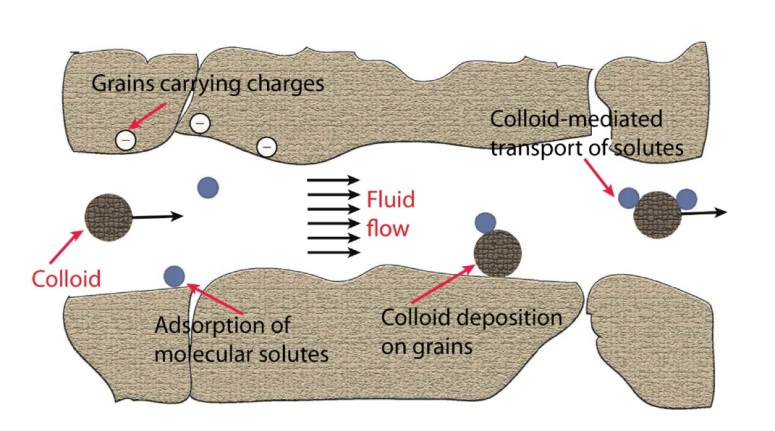 Grains carrying charges
Colloid-mediated
transport of solutes
Fluid
flow
Colloid
Adsorption of
molecular solutes
Colloid deposition
on grains